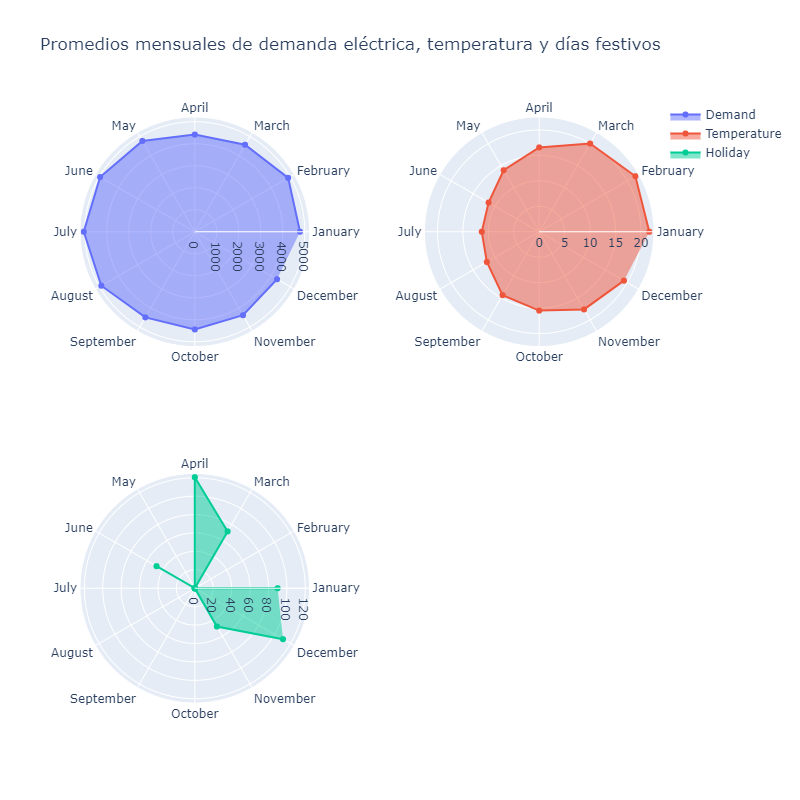 Promedios mensuales de demanda eléctrica, temperatura y días festivos
Demand
Temperature
Holiday
April
May March
June February
July January
August December
September November
October
0 1000 2000 3000 4000 5000
April
May March
June February
July January
August December
September November
October
0 5 10 15 20
April
May March
June February
July January
August December
September November
October
0 20 40 60 80 100 120